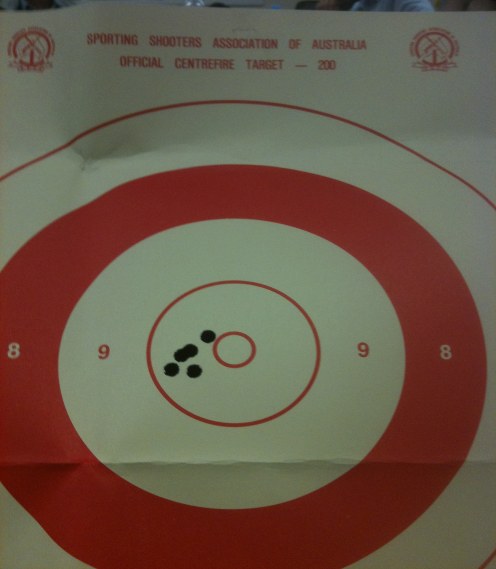 SPORTING SHOOTERS ASSOCIATION OF AUSTRALIA
OFFICIAL CENTREFIRE TARGET — 200
8 9 9 8